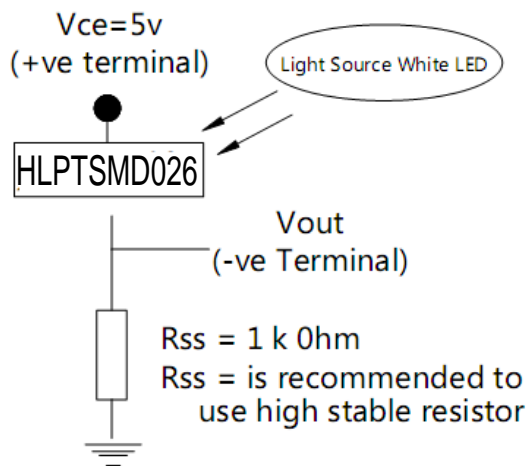 Vce=5v
(+ve terminal)
Light Source White LED
HLPTSMD026
Vout
(-ve Terminal)
Rss = 1 k 0hm
Rss = is recommended to
use high stable resistor